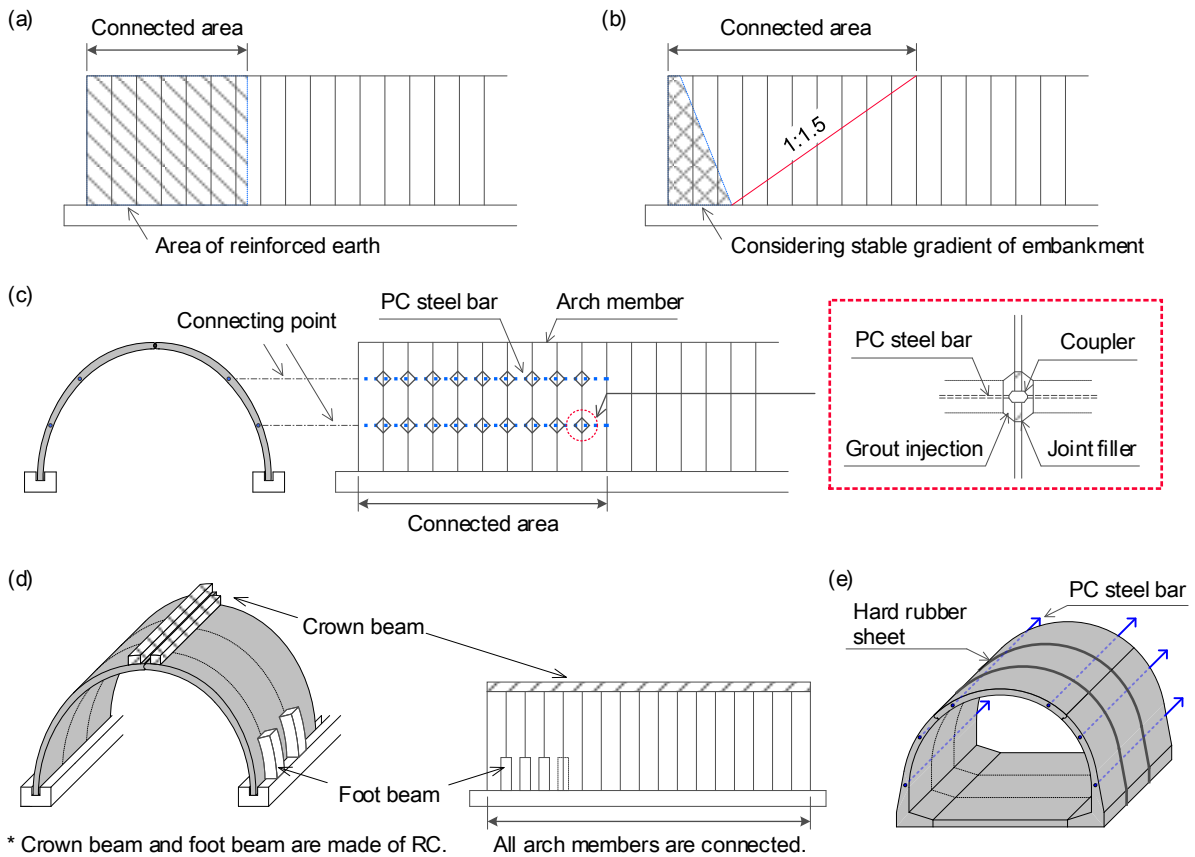 (a)
Connected area
Area of reinforced earth
(b)
Connected area
1:1.5
Considering stable gradient of embankment
(c)
Connecting point
PC steel bar
Arch member
Connected area
PC steel bar
Coupler
Grout injection
Joint filler
(d)
Crown beam
Foot beam
* Crown beam and foot beam are made of RC.
All arch members are connected.
(e)
PC steel bar
Hard rubber
sheet